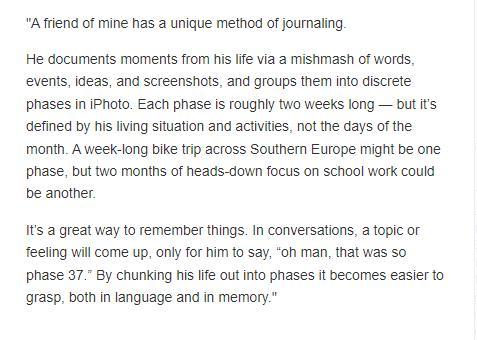 "A friend of mine has a unique method of journaling.
He documents moments from his life via a mishmash of words,
events, ideas, and screenshots, and groups them into discrete
phases in iPhoto. Each phase is roughly two weeks long — but it's
defined by his living situation and activities, not the days of the
month. A week-long bike trip across Southern Europe might be one
phase, but two months of heads-down focus on school work could
be another.
It's a great way to remember things. In conversations, a topic or
feeling will come up, only for him to say, “oh man, that was so
phase 37.” By chunking his life out into phases it becomes easier to
grasp, both in language and in memory."